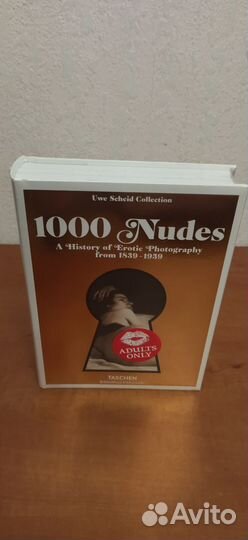 Uwe Scheid Collection
1000 Nudes
A History of Erotic Photography
from 1839-1939
ADULTS
ONLY
TASCHEN
Avito